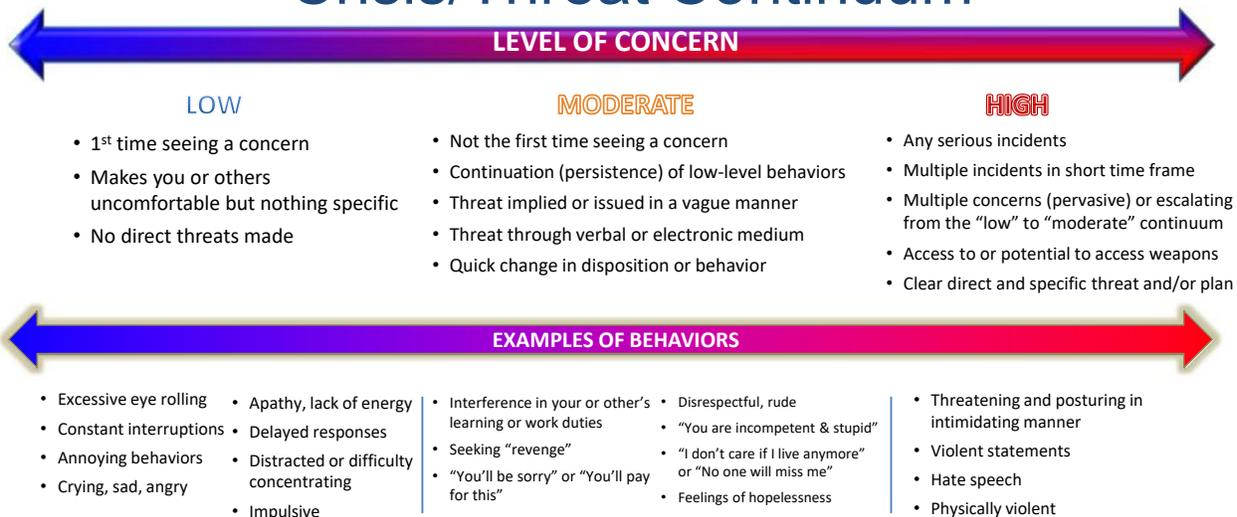 Crisis/Threat Continuum
LEVEL OF CONCERN
LOW
• 1st time seeing a concern
• Makes you or others
uncomfortable but nothing specific
• No direct threats made
MODERATE
• Not the first time seeing a concern
• Continuation (persistence) of low-level behaviors
• Threat implied or issued in a vague manner
• Threat through verbal or electronic medium
• Quick change in disposition or behavior
HIGH
• Any serious incidents
• Multiple incidents in short time frame
• Multiple concerns (pervasive) or escalating
from the “low” to “moderate” continuum
• Access to or potential to access weapons
• Clear direct and specific threat and/or plan
EXAMPLES OF BEHAVIORS
• Excessive eye rolling
• Constant interruptions
• Annoying behaviors
• Crying, sad, angry
• Apathy, lack of energy
• Delayed responses
• Distracted or difficulty
concentrating
• Impulsive
• Interference in your or other’s
learning or work duties
• Seeking “revenge”
• “You’ll be sorry” or “You’ll pay
for this”
• Disrespectful, rude
• “You are incompetent & stupid”
• “I don’t care if I live anymore”
or “No one will miss me”
• Feelings of hopelessness
• Threatening and posturing in
intimidating manner
• Violent statements
• Hate speech
• Physically violent